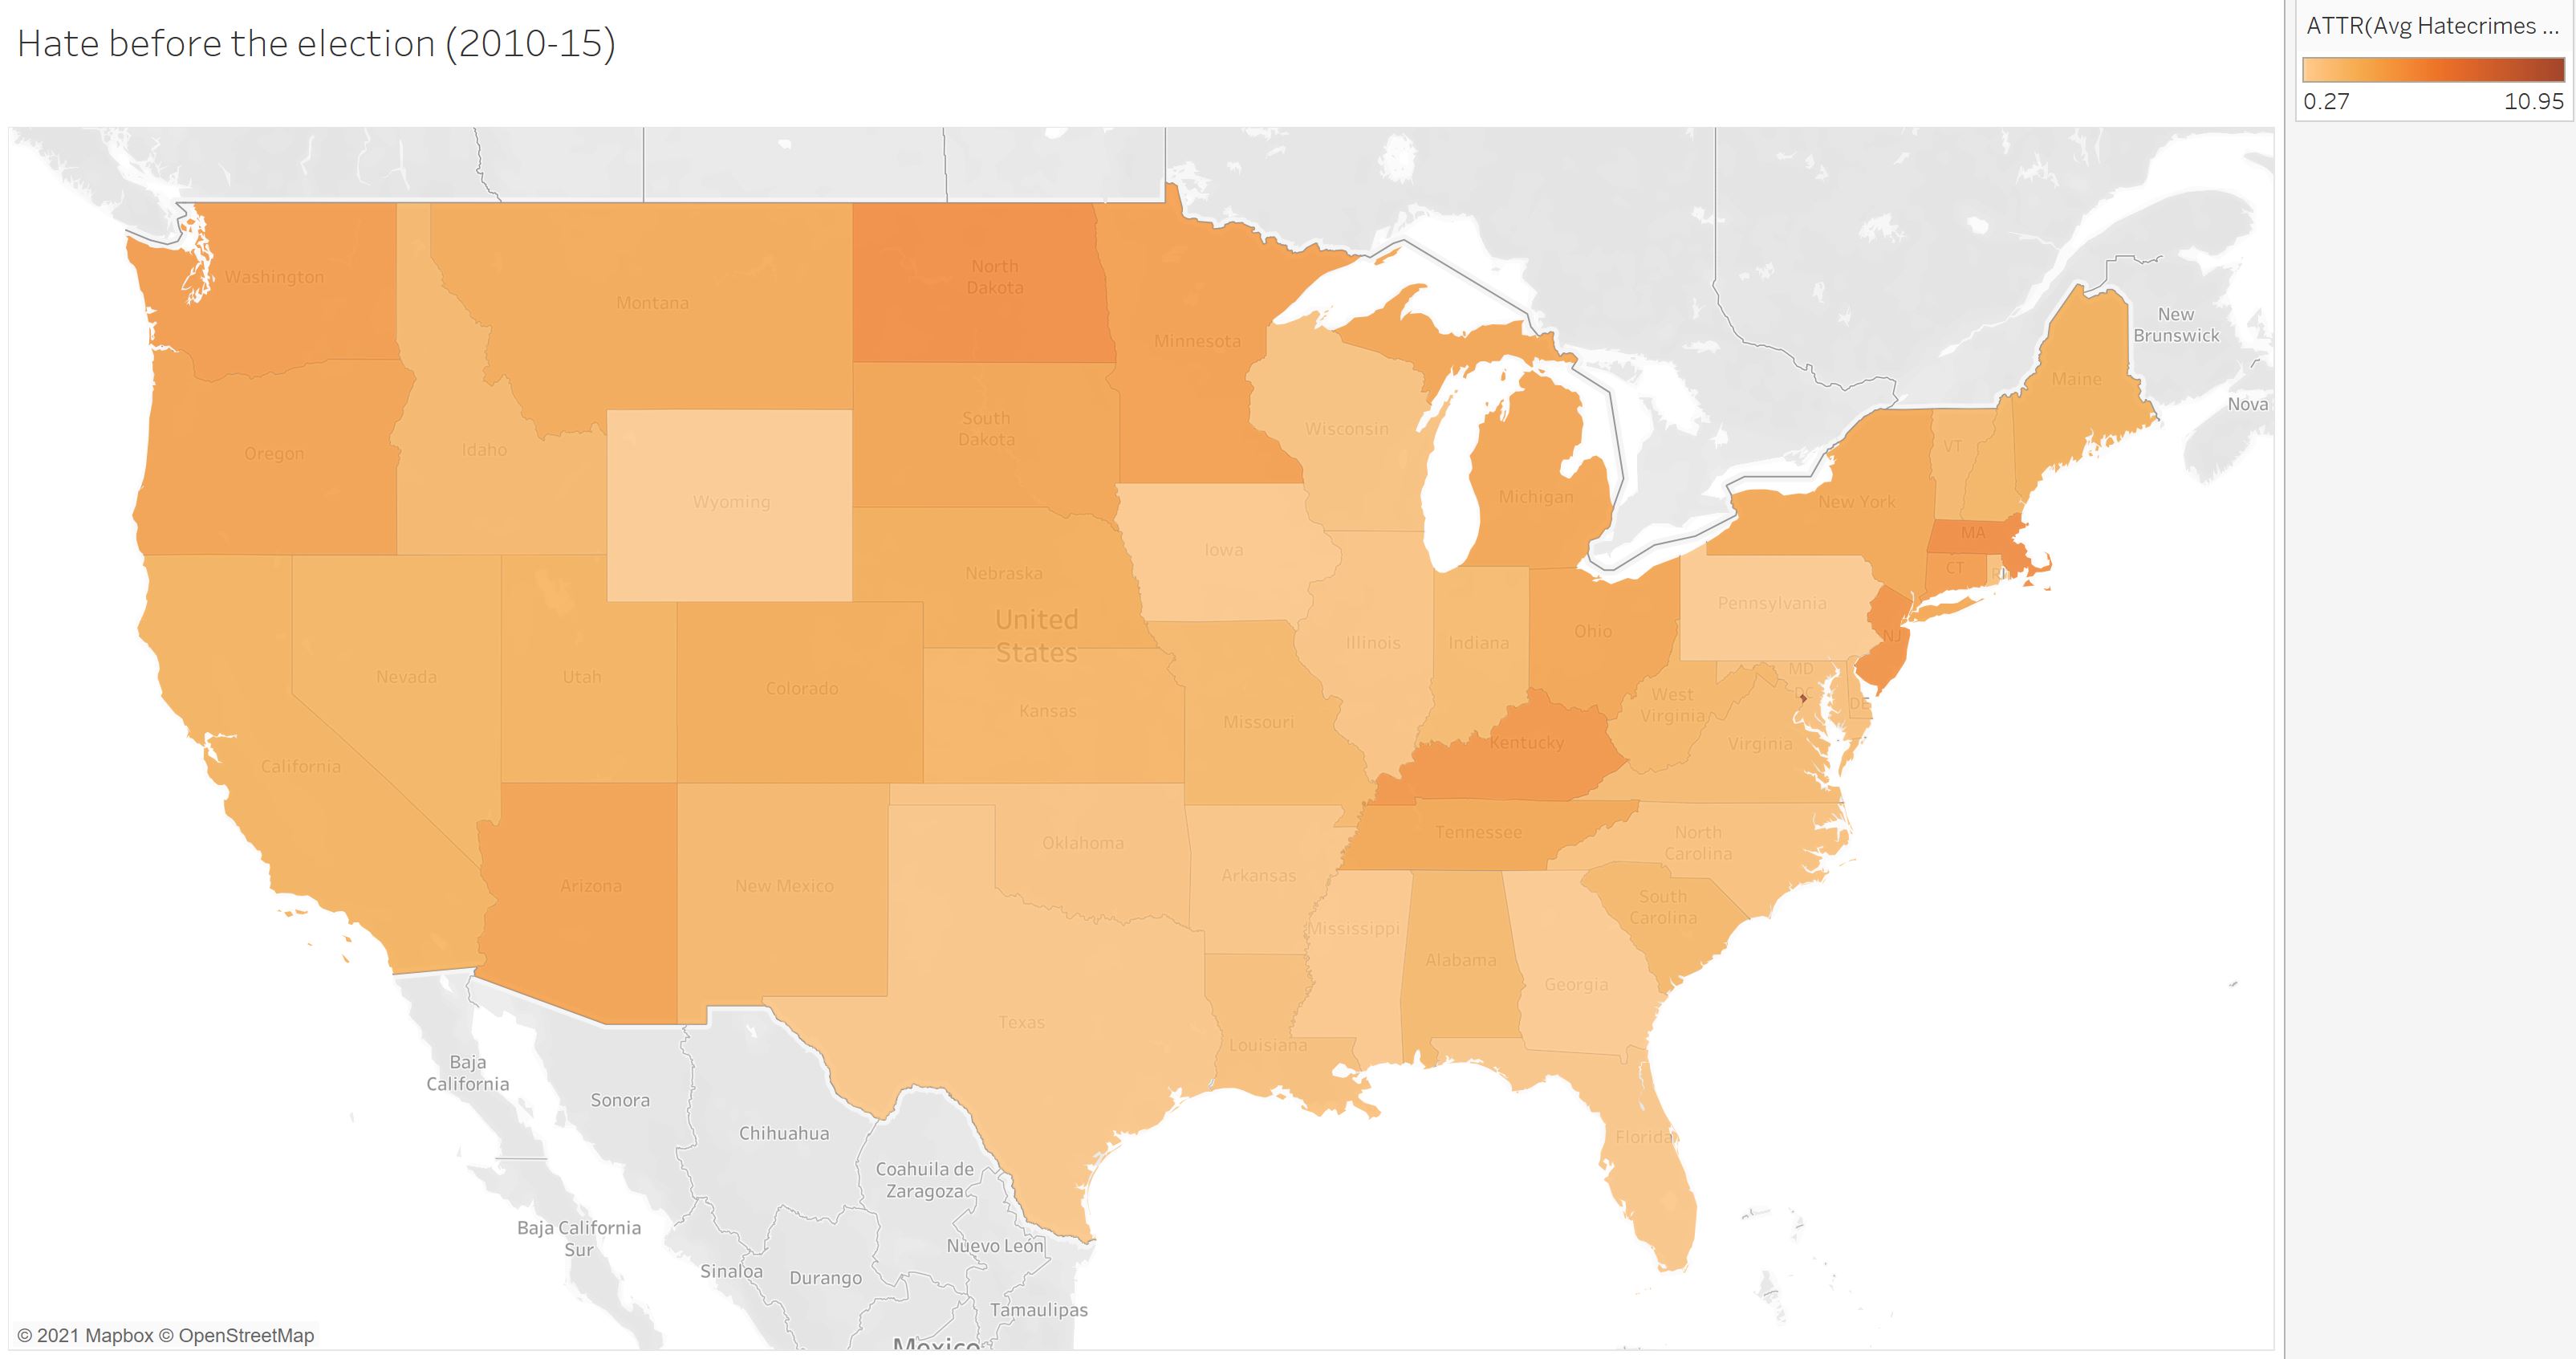 Hate before the election (2010-15)
ATTR(Avg Hatecrimes ...
0.27 10.95
Washington
Montana
North
Dakota
Minnesota
New
Brunswick
Maine
Nova
Oregon
Idaho
Wyoming
South
Dakota
Wisconsin
Michigan
New York
VT
MA
CT
RI
Iowa
Nebraska
United
States
Pennsylvania
NJ
Illinois
Indiana
Ohio
Nevada
Utah
Colorado
Kansas
Missouri
West
Virginia
MD
DC
DE
Virginia
Kentucky
California
Arizona
New Mexico
Oklahoma
Arkansas
Tennessee
North
Carolina
South
Carolina
Mississippi
Alabama
Georgia
Texas
Louisiana
Florida
Baja
California
Sonora
Chihuahua
Coahuila de
Zaragoza
Baja California
Sur
Nuevo León
Sinaloa
Durango
Tamaulipas
Mexico
© 2021 Mapbox © OpenStreetMap